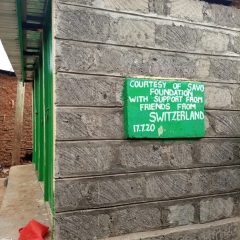 COURTESY OF SAVO
FOUNDATION
WITH SUPPORT FROM
FRIENDS FROM
SWITZERLAND
17.7.20